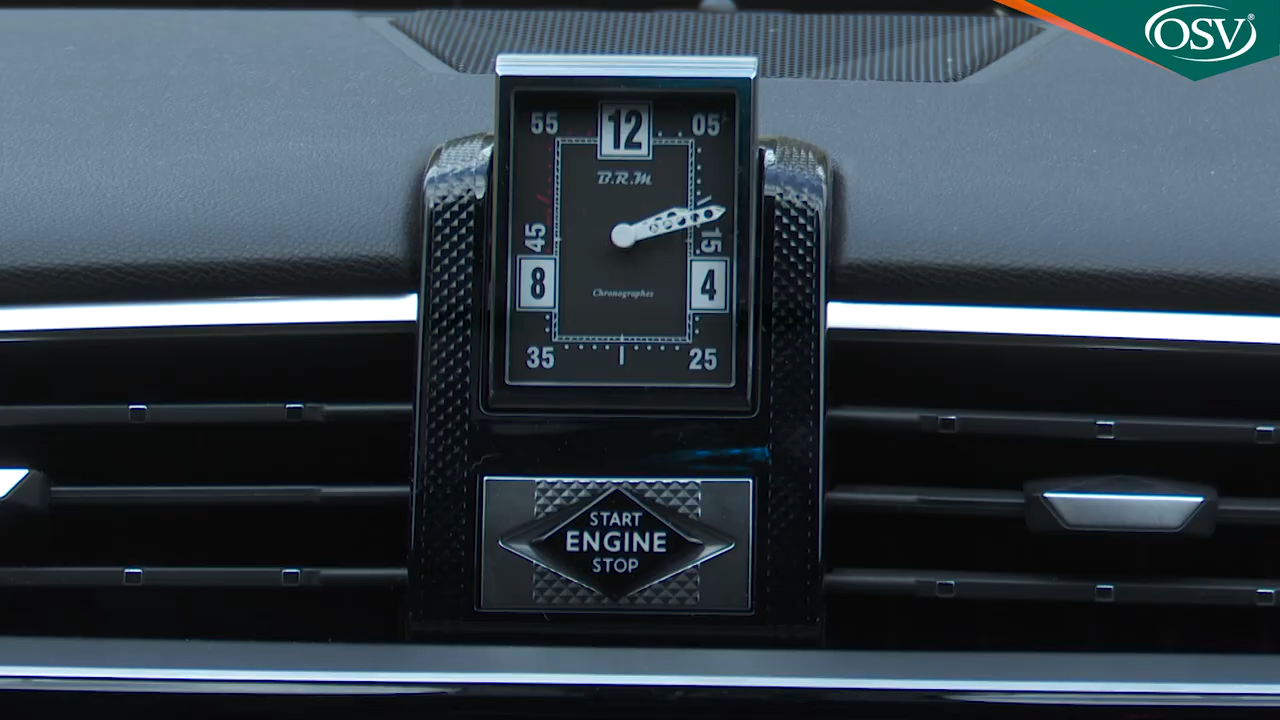 OSV®
55 12 05
B.R.M
45 15
8 4
Chronographes
35 25
START
ENGINE
STOP